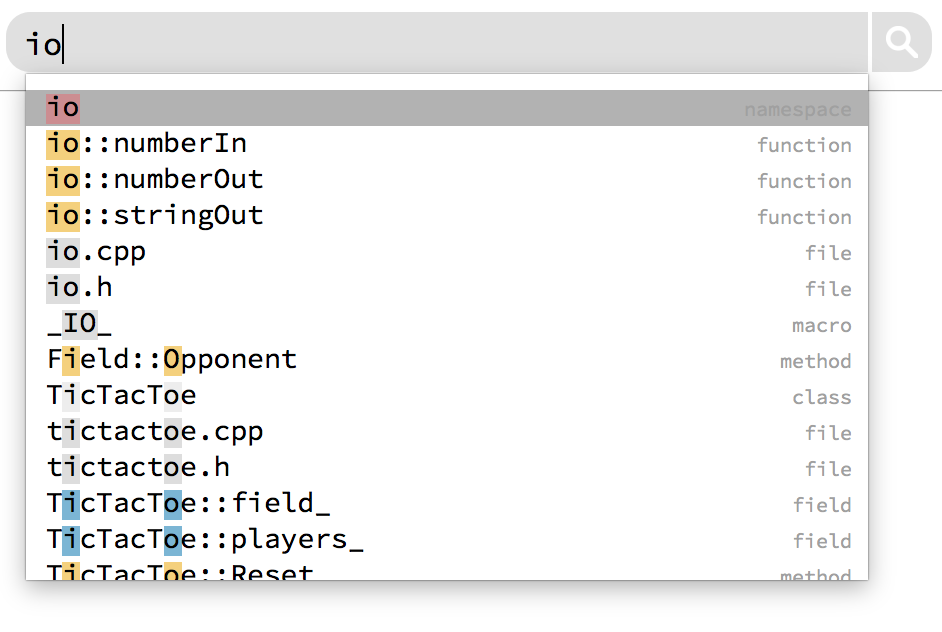 io
io namespace
io::numberIn function
io::numberOut function
io::stringOut function
io.cpp file
io.h file
_IO_ macro
Field::Opponent method
TicTacToe class
tictactoe.cpp file
tictactoe.h file
TicTacToe::field_ field
TicTacToe::players_ field
TicTacToe::Reset method